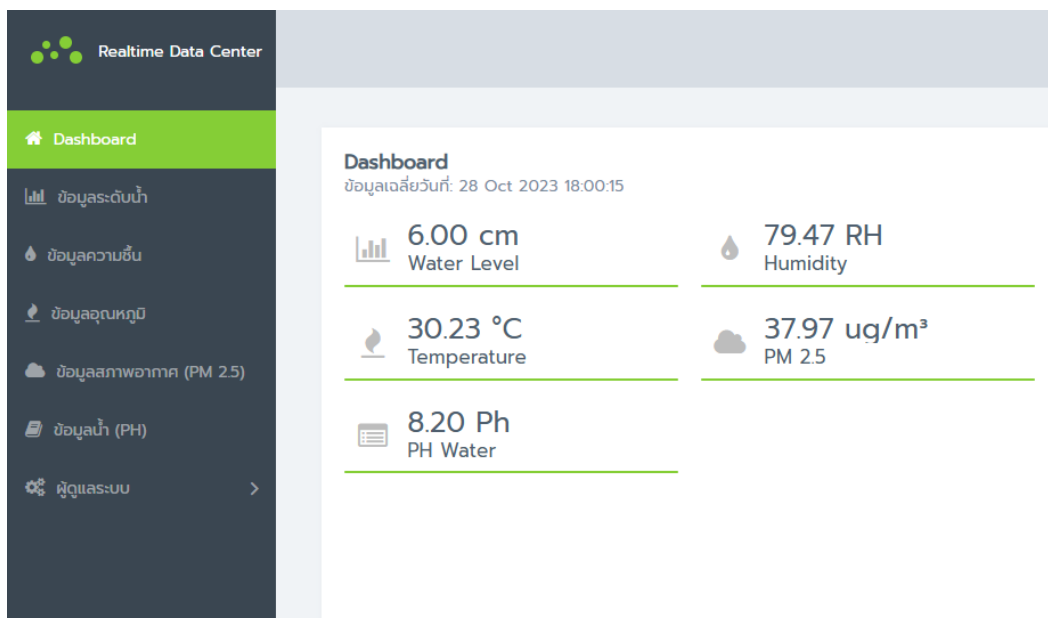 Realtime Data Center
Dashboard
ข้อมูลระดับน้ำ
ข้อมูลความชื้น
ข้อมูลอุณหภูมิ
ข้อมูลสภาพอากาศ (PM 2.5)
ข้อมูลน้ำ (PH)
ผู้ดูแลระบบ
Dashboard
ข้อมูลเฉลี่ยวันที่: 28 Oct 2023 18:00:15
6.00 cm
Water Level
79.47 RH
Humidity
30.23 °C
Temperature
37.97 ug/m³
PM 2.5
8.20 Ph
PH Water